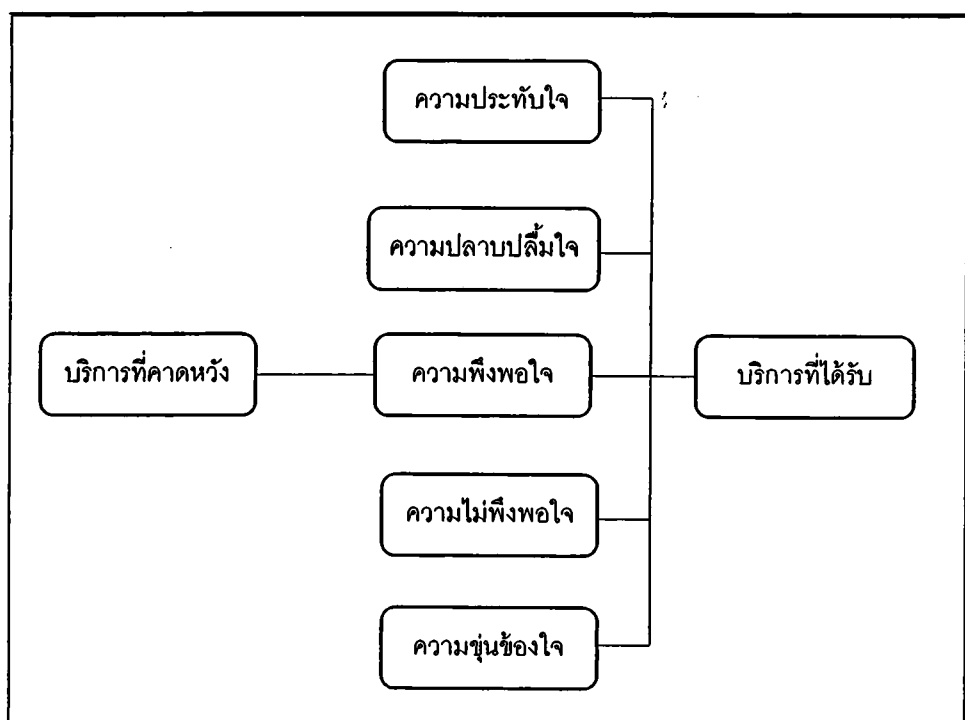 ความประทับใจ
ความปลาบปลื้มใจ
บริการที่คาดหวัง
ความพึงพอใจ
บริการที่ได้รับ
ความไม่พึงพอใจ
ความขุ่นข้องใจ